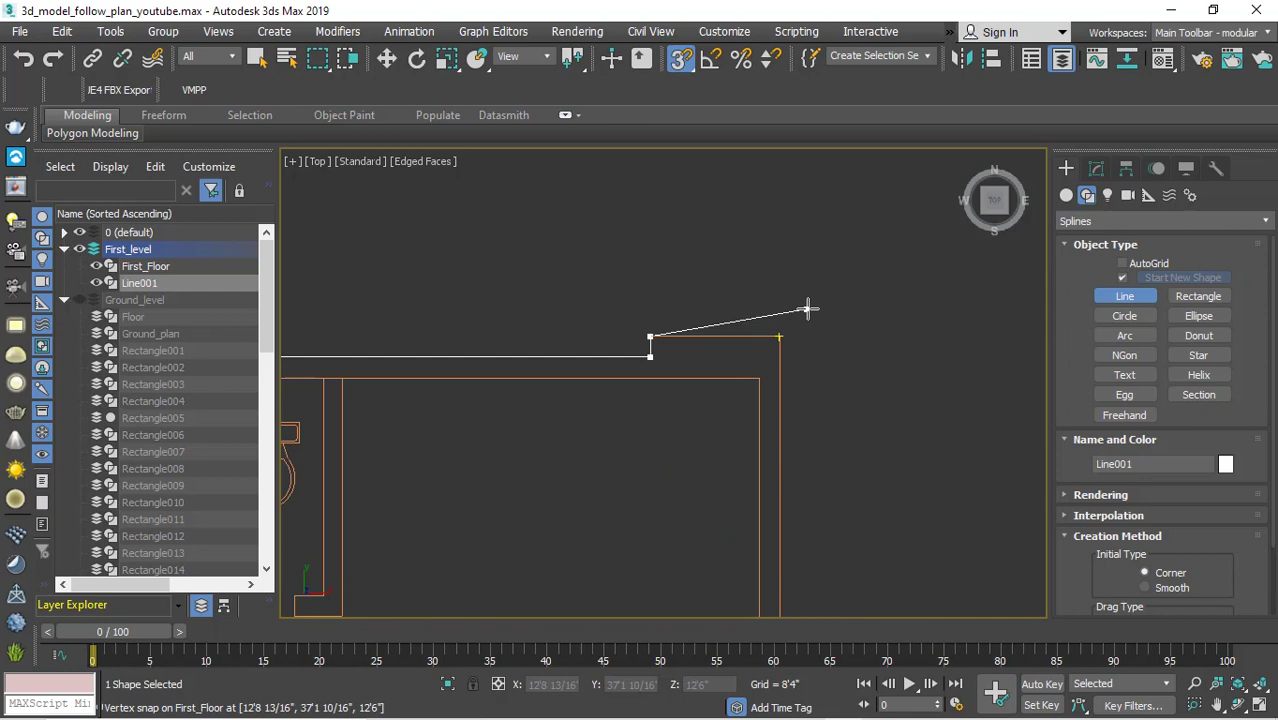 3d_model_follow_plan_youtube.max - Autodesk 3ds Max 2019
File Edit Tools Group Views Create Modifiers Animation Graph Editors Rendering Civil View Customize Scripting Interactive » Sign In Workspaces: Main Toolbar - modular
All View 3 Create Selection Se
JE4 FBX Export VMPP
Modeling Freeform Selection Object Paint Populate Datasmith
Polygon Modeling
Select Display Edit Customize
Name (Sorted Ascending)
0 (default)
First_level
First_Floor
Line001
Ground_level
Floor
Ground_plan
Rectangle001
Rectangle002
Rectangle003
Rectangle004
Rectangle005
Rectangle006
Rectangle007
Rectangle008
Rectangle009
Rectangle010
Rectangle011
Rectangle012
Rectangle013
Rectangle014
Layer Explorer
[+] [Top] [Standard] [Edged Faces]
N
W TOP E
S
y
Splines
Object Type
AutoGrid
Start New Shape
Line Rectangle
Circle Ellipse
Arc Donut
NGon Star
Text Helix
Egg Section
Freehand
Name and Color
Line001
Rendering
Interpolation
Creation Method
Initial Type
Corner
Smooth
Drag Type
< 0 / 100 >
0 5 10 15 20 25 30 35 40 45 50 55 60 65 70 75 80 85 90 95 100
1 Shape Selected X: 12'8 13/16" Y: 37'1 10/16" Z: 12'6" Grid = 8'4" Auto Key Selected
MAXScript Mi Vertex snap on First_Floor at [12'8 13/16", 37'1 10/16", 12'6"] Add Time Tag 0 Set Key Key Filters...